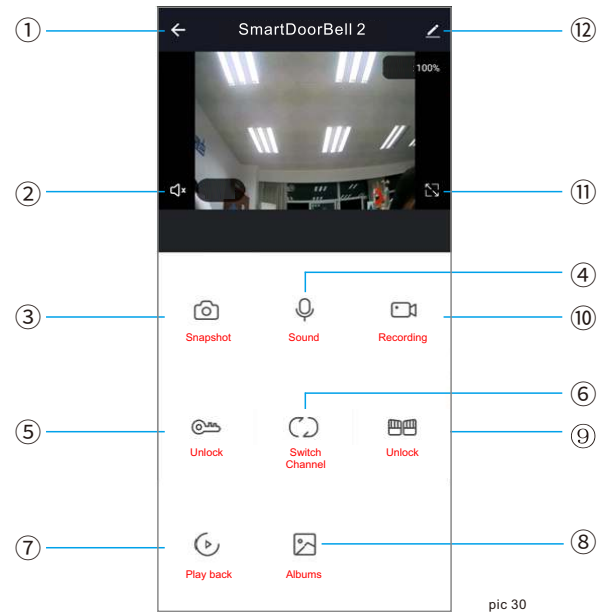 ① SmartDoorBell 2 ⑫
100%
② ⑪
④
③ ⑩
Snapshot Sound Recording
⑥
⑤ ⑨
Unlock Switch Unlock
Channel
⑦ ⑧
Play back Albums
pic 30